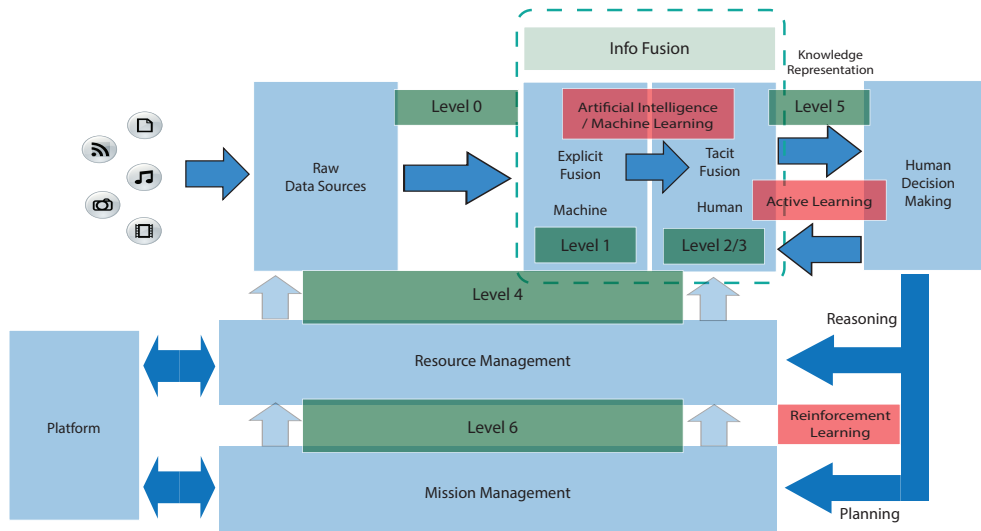 Info Fusion
Knowledge
Representation
Level 0
Artificial Intelligence
/ Machine Learning
Level 5
Raw
Data Sources
Explicit
Fusion
Tacit
Fusion
Human
Decision
Making
Active Learning
Machine
Human
Level 1
Level 2/3
Level 4
Reasoning
Resource Management
Platform
Level 6
Reinforcement
Learning
Mission Management
Planning